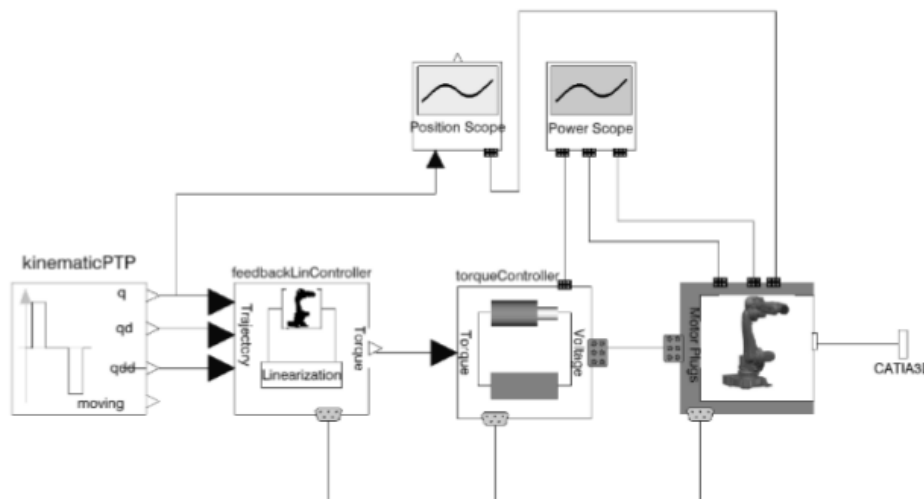 Position Scope
Power Scope
kinematicPTP
feedbackLinController
torqueController
q
qd
qdd
moving
Trajectory
Linearization
Torque
Torque
Voltage
Motor Plugs